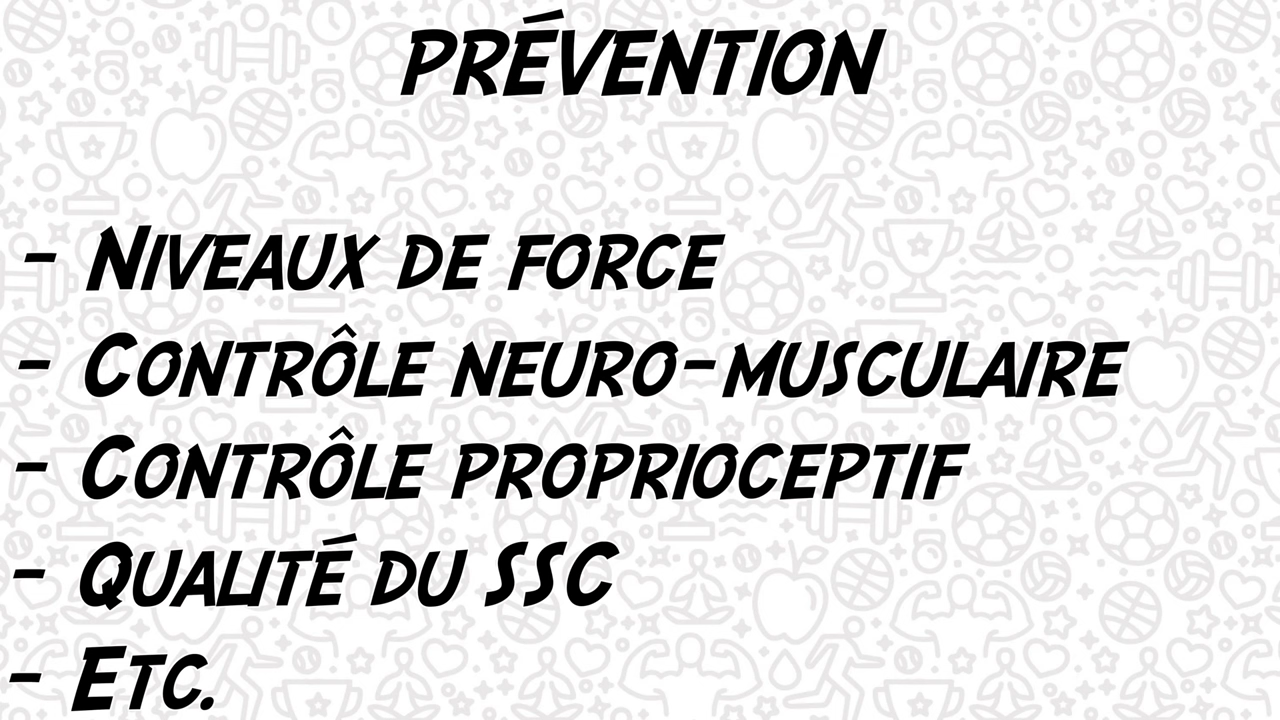 PRÉVENTION
- NIVEAUX DE FORCE
- CONTRÔLE NEURO-MUSCULAIRE
- CONTRÔLE PROPRIOCEPTIF
- QUALITÉ DU SSC
- ETC.